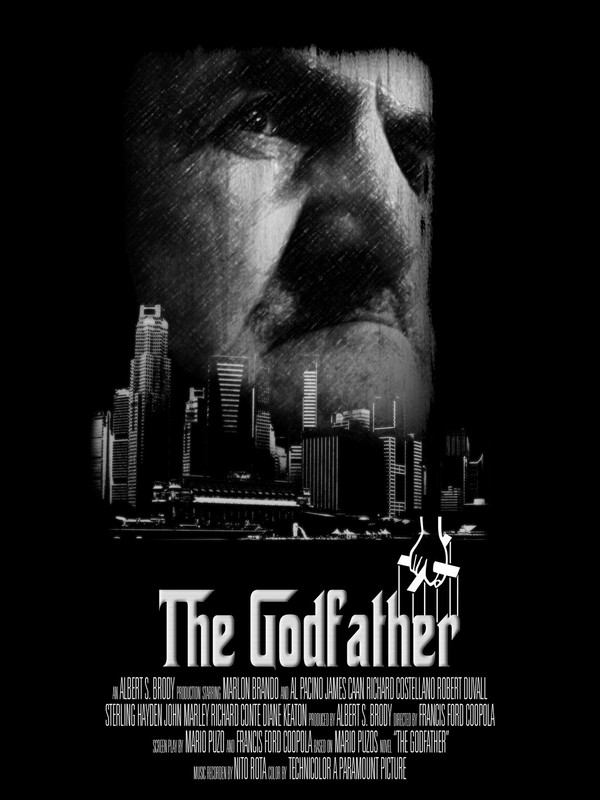 The Godfather
AN ALBERT S. BRODY PRODUCTION STARRING MARLON BRANDO AND AL PACINO JAMES CAAN RICHARD COSTELLANO ROBERT DUVALL
STERLING HAYDEN JOHN MARLEY RICHARD CONTE DIANE KEATON PRODUCED BY ALBERT S. BRODY DIRECTED BY FRANCIS FORD COOPOLA
SCREEN PLAY BY MARIO PUZO AND FRANCIS FORD COOPOLA BASED ON MARIO PUZOS NOVEL "THE GODFATHER"
MUSIC RECORDEN BY NITO ROTA COLOR BY TECHNICOLOR A PARAMOUNT PICTURE